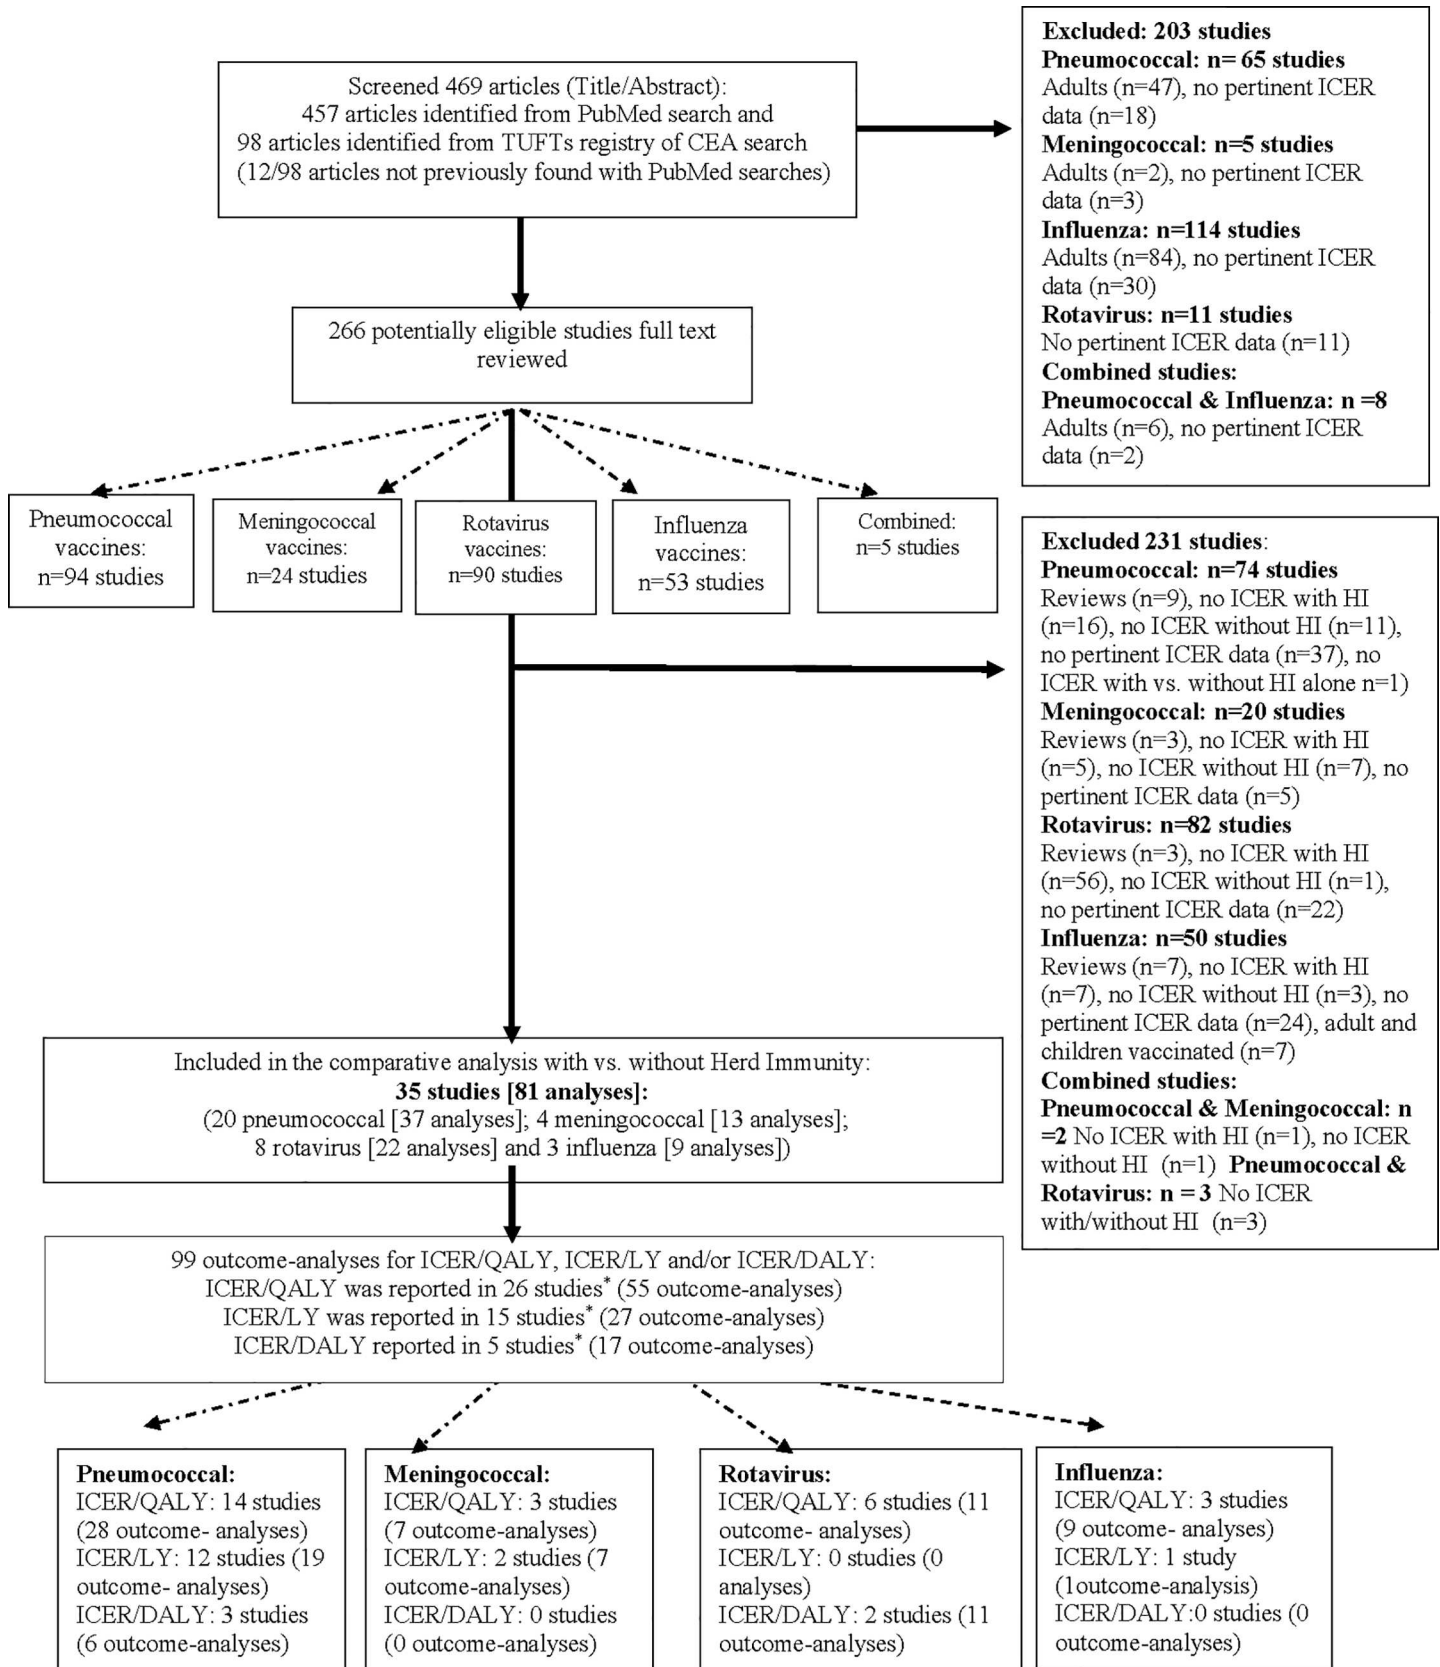 Screened 469 articles (Title/Abstract):
457 articles identified from PubMed search and
98 articles identified from TUFTs registry of CEA search
(12/98 articles not previously found with PubMed searches)
Excluded: 203 studies
Pneumococcal: n= 65 studies
Adults (n=47), no pertinent ICER
data (n=18)
Meningococcal: n=5 studies
Adults (n=2), no pertinent ICER
data (n=3)
Influenza: n=114 studies
Adults (n=84), no pertinent ICER
data (n=30)
Rotavirus: n=11 studies
No pertinent ICER data (n=11)
Combined studies:
Pneumococcal & Influenza: n =8
Adults (n=6), no pertinent ICER
data (n=2)
266 potentially eligible studies full text
reviewed
Pneumococcal
vaccines:
n=94 studies
Meningococcal
vaccines:
n=24 studies
Rotavirus
vaccines:
n=90 studies
Influenza
vaccines:
n=53 studies
Combined:
n=5 studies
Excluded 231 studies:
Pneumococcal: n=74 studies
Reviews (n=9), no ICER with HI
(n=16), no ICER without HI (n=11),
no pertinent ICER data (n=37), no
ICER with vs. without HI alone n=1)
Meningococcal: n=20 studies
Reviews (n=3), no ICER with HI
(n=5), no ICER without HI (n=7), no
pertinent ICER data (n=5)
Rotavirus: n=82 studies
Reviews (n=3), no ICER with HI
(n=56), no ICER without HI (n=1),
no pertinent ICER data (n=22)
Influenza: n=50 studies
Reviews (n=7), no ICER with HI
(n=7), no ICER without HI (n=3), no
pertinent ICER data (n=24), adult and
children vaccinated (n=7)
Combined studies:
Pneumococcal & Meningococcal: n
=2 No ICER with HI (n=1), no ICER
without HI (n=1) Pneumococcal &
Rotavirus: n = 3 No ICER
with/without HI (n=3)
Included in the comparative analysis with vs. without Herd Immunity:
35 studies [81 analyses]:
(20 pneumococcal [37 analyses]; 4 meningococcal [13 analyses];
8 rotavirus [22 analyses] and 3 influenza [9 analyses])
99 outcome-analyses for ICER/QALY, ICER/LY and/or ICER/DALY:
ICER/QALY was reported in 26 studies* (55 outcome-analyses)
ICER/LY was reported in 15 studies* (27 outcome-analyses)
ICER/DALY reported in 5 studies* (17 outcome-analyses)
Pneumococcal:
ICER/QALY: 14 studies
(28 outcome- analyses)
ICER/LY: 12 studies (19
outcome- analyses)
ICER/DALY: 3 studies
(6 outcome-analyses)
Meningococcal:
ICER/QALY: 3 studies
(7 outcome-analyses)
ICER/LY: 2 studies (7
outcome-analyses)
ICER/DALY: 0 studies
(0 outcome-analyses)
Rotavirus:
ICER/QALY: 6 studies (11
outcome- analyses)
ICER/LY: 0 studies (0
analyses)
ICER/DALY: 2 studies (11
outcome-analyses)
Influenza:
ICER/QALY: 3 studies
(9 outcome- analyses)
ICER/LY: 1 study
(1outcome-analysis)
ICER/DALY:0 studies (0
outcome-analyses)